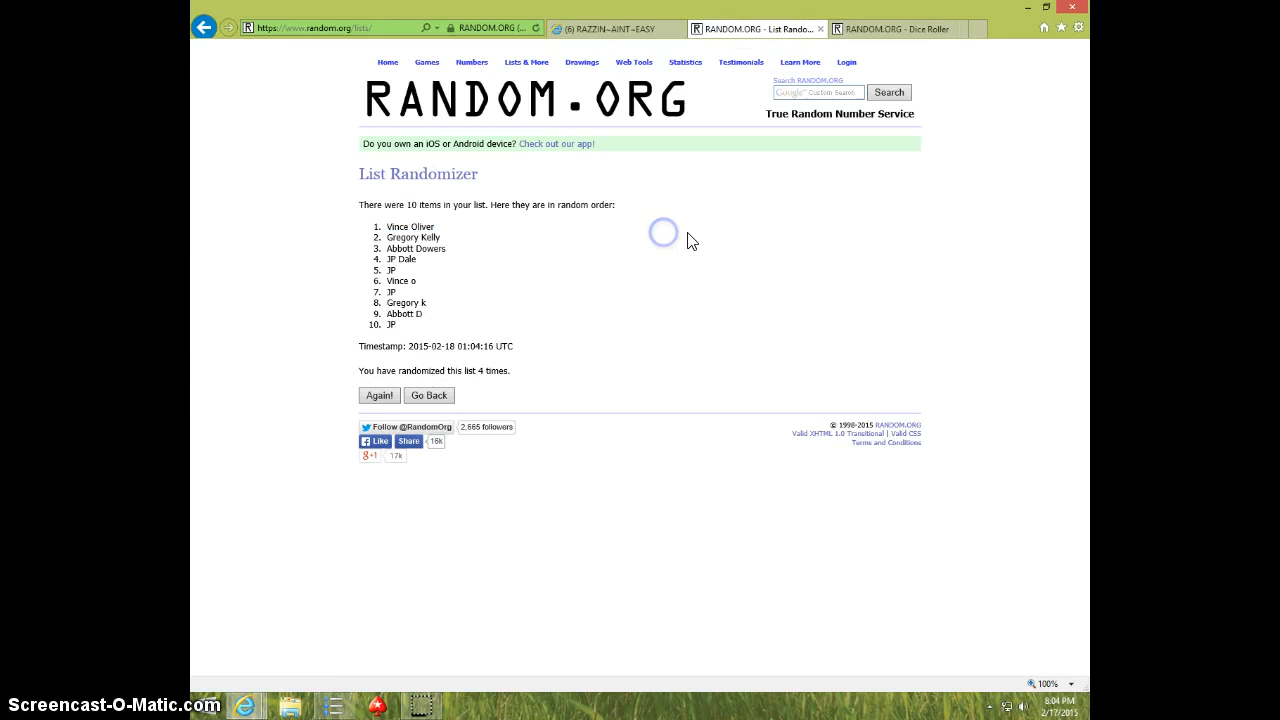 https://www.random.org/lists/
RANDOM.ORG (...
(6) RAZZIN~AINT~EASY
RANDOM.ORG - List Rando...
RANDOM.ORG - Dice Roller
Home Games Numbers Lists & More Drawings Web Tools Statistics Testimonials Learn More Login
Search RANDOM.ORG
Google™ Custom Search Search
RANDOM.ORG
True Random Number Service
Do you own an iOS or Android device? Check out our app!
List Randomizer
There were 10 items in your list. Here they are in random order:
1. Vince Oliver
2. Gregory Kelly
3. Abbott Dowers
4. JP Dale
5. JP
6. Vince o
7. JP
8. Gregory k
9. Abbott D
10. JP
Timestamp: 2015-02-18 01:04:16 UTC
You have randomized this list 4 times.
Again! Go Back
Follow @RandomOrg 2,665 followers
Like Share 16k
g+1 17k
© 1998-2015 RANDOM.ORG
Valid XHTML 1.0 Transitional | Valid CSS
Terms and Conditions
100%
Screencast-O-Matic.com
8:04 PM
2/17/2015